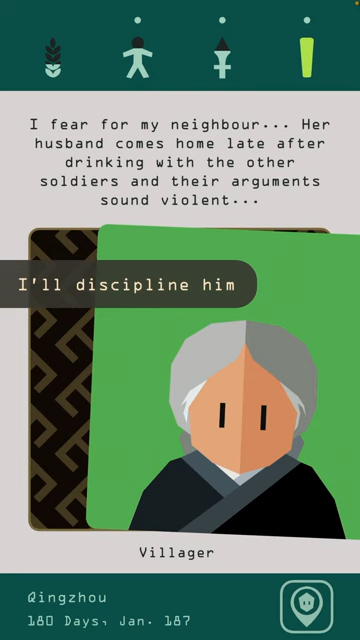 I fear for my neighbour... Her
husband comes home late after
drinking with the other
soldiers and their arguments
sound violent...
I'll discipline him
Villager
Qingzhou
180 Days, Jan. 187